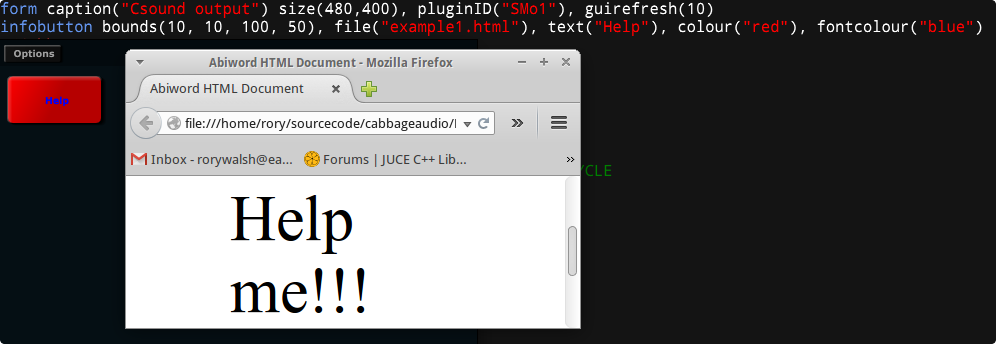 form caption("Csound output") size(480,400), pluginID("SMo1"), guirefresh(10)
infobutton bounds(10, 10, 100, 50), file("example1.html"), text("Help"), colour("red"), fontcolour("blue")
Options
Help
Abiword HTML Document - Mozilla Firefox
Abiword HTML Document
file:///home/rory/sourcecode/cabbageaudio/
Inbox - rorywalsh@ea...
Forums | JUCE C++ Lib...
YCLE
Help
me!!!